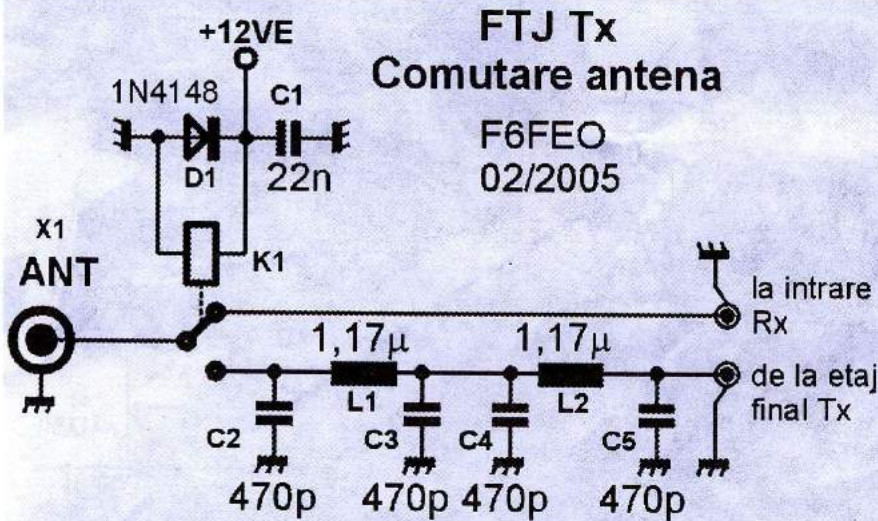 FTJ Tx
Comutare antena
F6FEO
02/2005
+12VE
1N4148
C1
D1
22n
X1
ANT
K1
la intrare
Rx
1,17µ
1,17µ
L1
L2
de la etaj
final Tx
C2
C3
C4
C5
470p
470p
470p
470p